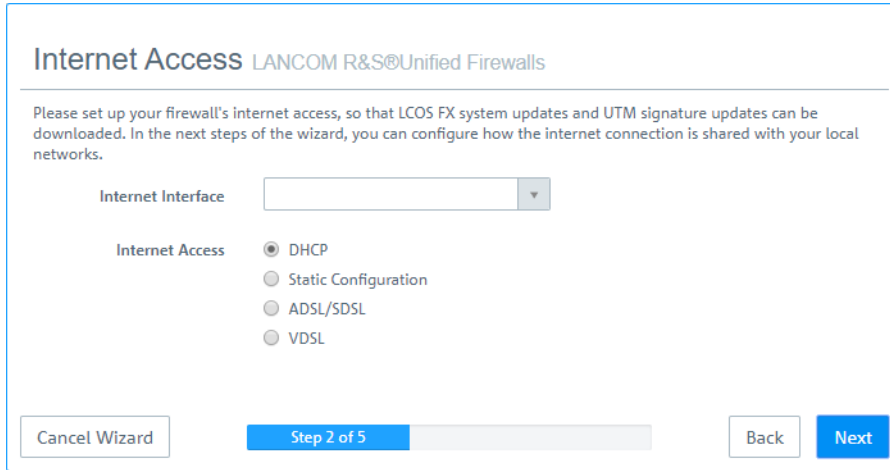 Internet Access LANCOM R&S®Unified Firewalls
Please set up your firewall's internet access, so that LCOS FX system updates and UTM signature updates can be
downloaded. In the next steps of the wizard, you can configure how the internet connection is shared with your local
networks.
Internet Interface
Internet Access
DHCP
Static Configuration
ADSL/SDSL
VDSL
Cancel Wizard
Step 2 of 5
Back
Next